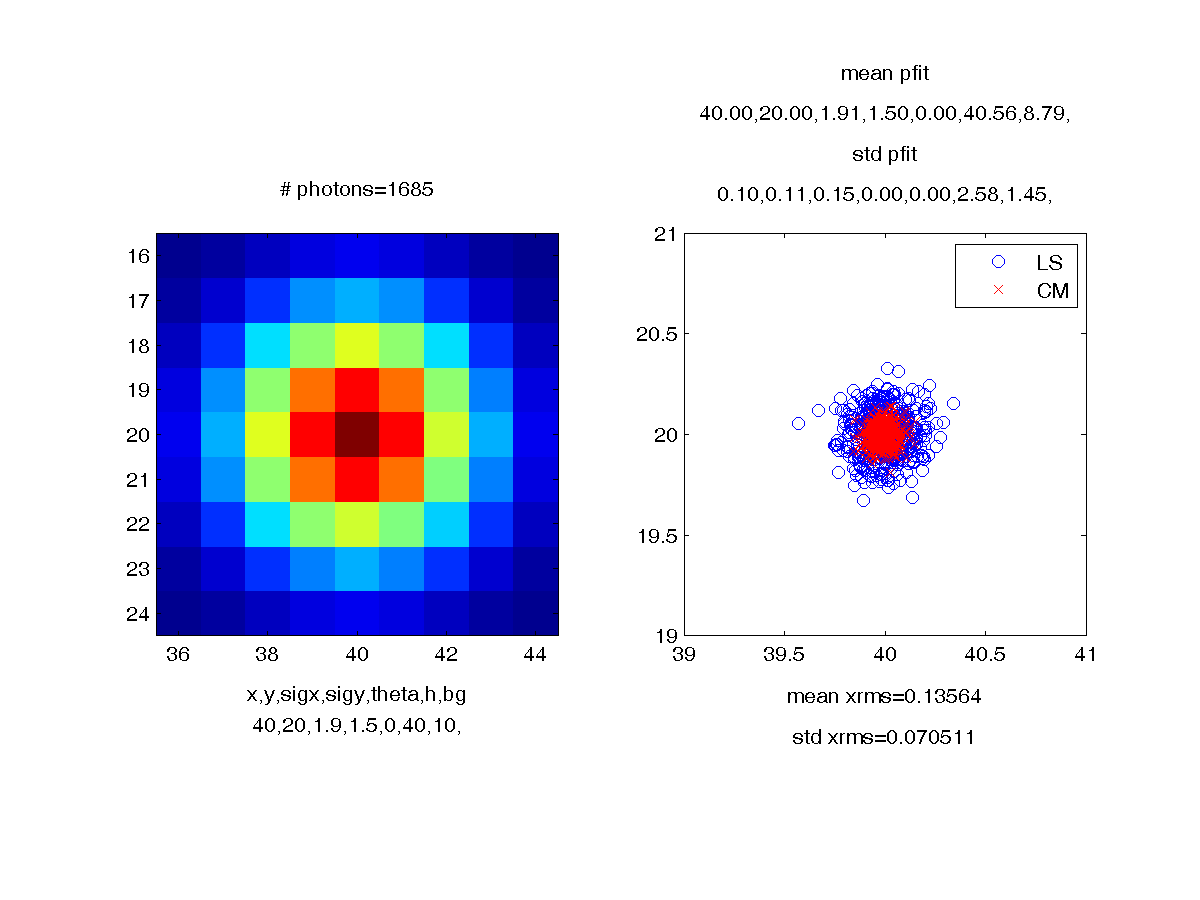 # photons=1685
16
17
18
19
20
21
22
23
24
36 38 40 42 44
x,y,sigx,sigy,theta,h,bg
40,20,1.9,1.5,0,40,10,
mean pfit
40.00,20.00,1.91,1.50,0.00,40.56,8.79,
std pfit
0.10,0.11,0.15,0.00,0.00,2.58,1.45,
21
20.5
20
19.5
19
LS
CM
39 39.5 40 40.5 41
mean xrms=0.13564
std xrms=0.070511